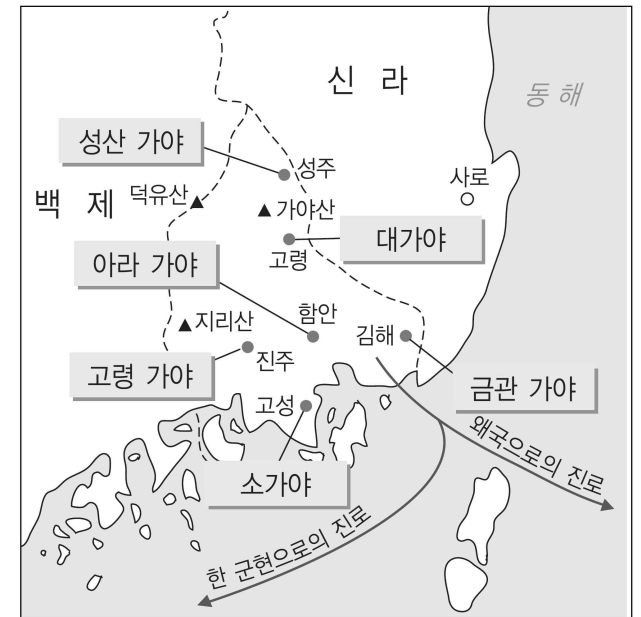 신 라
동해
성산 가야
성주
사로
백 제
덕유산
가야산
대가야
고령
아라 가야
함안
지리산
김해
진주
고령 가야
금관 가야
고성
왜국으로의 진로
소가야
한 군현으로의 진로